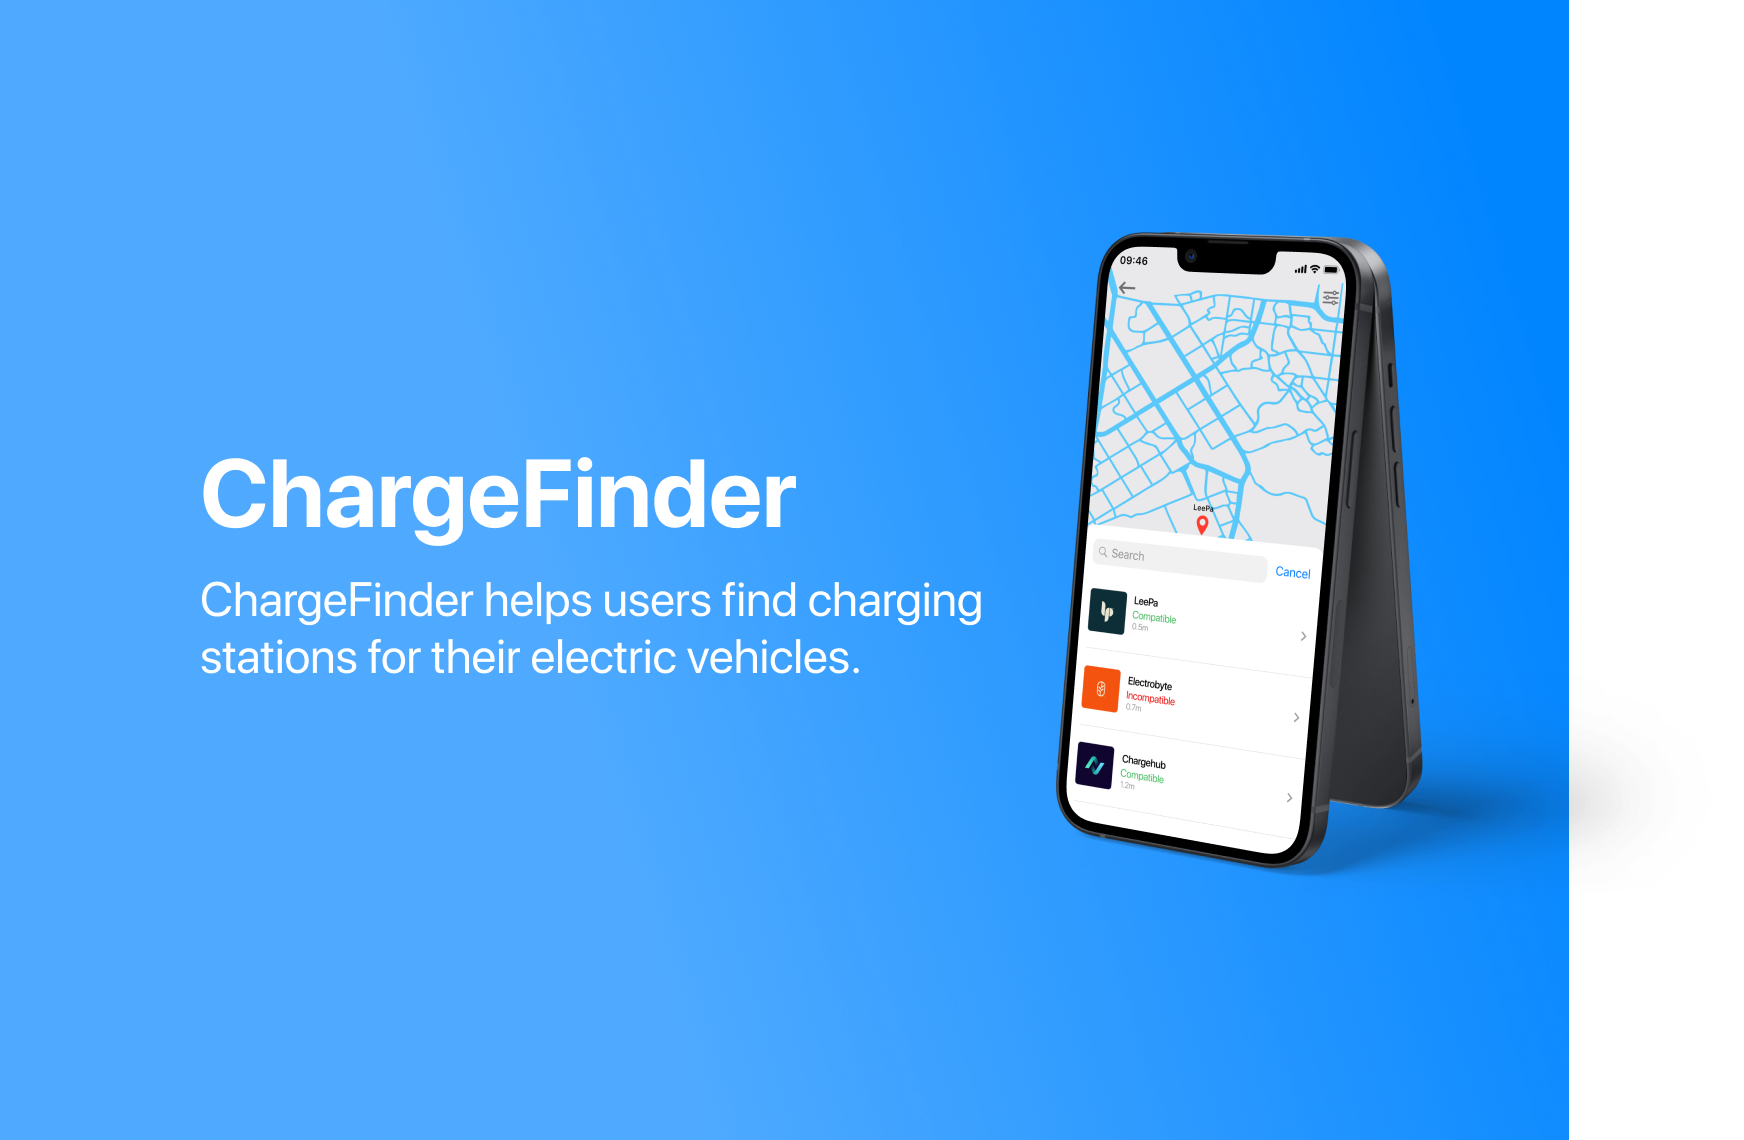 ChargeFinder
ChargeFinder helps users find charging
stations for their electric vehicles.
09:46
LeePa
Search
Cancel
LeePa
Compatible
0.5m
Electrobyte
Incompatible
0.7m
Chargehub
Compatible
1.2m